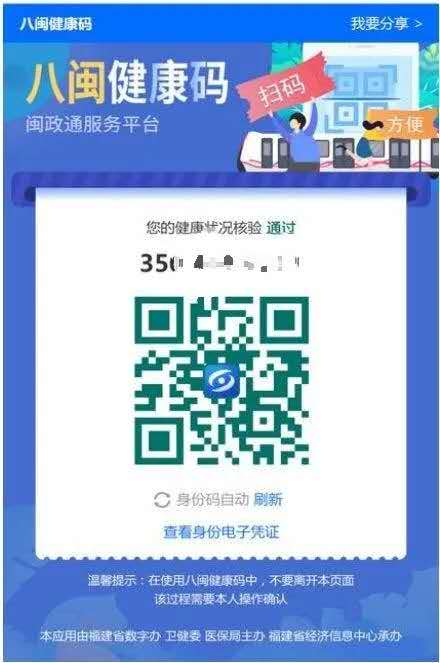 八闽健康码
我要分享 >
八闽健康码
扫码
闽政通服务平台
方便
您的健康状况核验 通过
身份码自动 刷新
查看身份电子凭证
温馨提示：在使用八闽健康码中，不要离开本页面
该过程需要本人操作确认
本应用由福建省数字办 卫健委 医保局主办 福建省经济信息中心承办